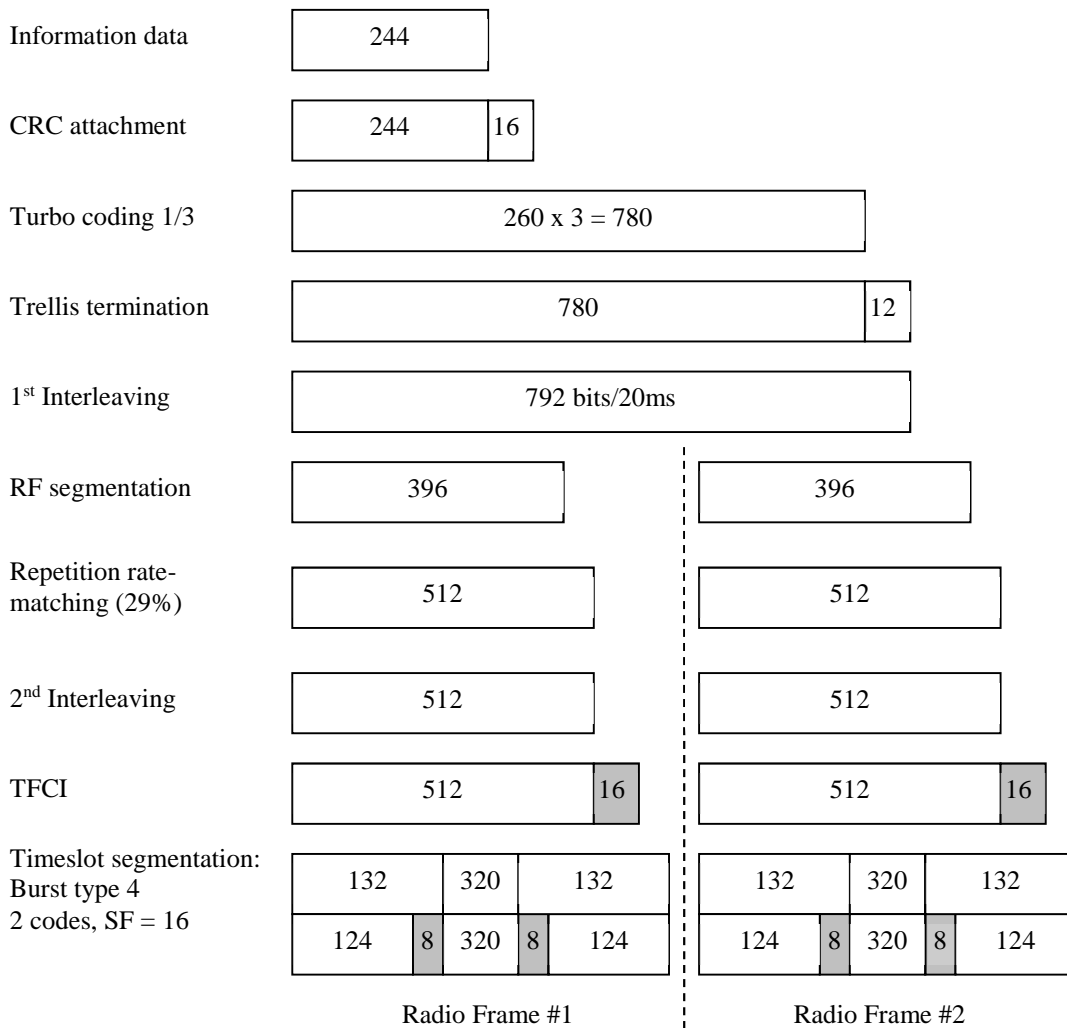 Information data
244
CRC attachment
244 16
Turbo coding 1/3
260 x 3 = 780
Trellis termination
780 12
1st Interleaving
792 bits/20ms
RF segmentation
396 396
Repetition rate-
matching (29%)
512 512
2nd Interleaving
512 512
TFCI
512 16 512 16
Timeslot segmentation:
Burst type 4
2 codes, SF = 16
132 320 132 132 320 132
124 8 320 8 124 124 8 320 8 124
Radio Frame #1 Radio Frame #2